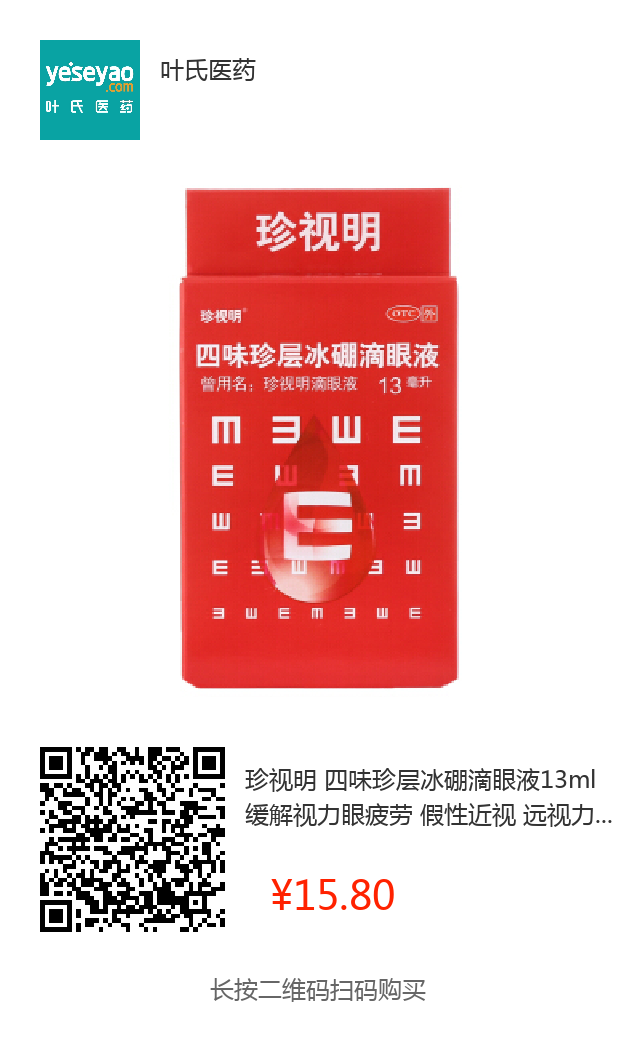 yeseyao
.com
叶氏医药
叶氏医药
珍视明
珍视明®
OTC 外
四味珍层冰硼滴眼液
曾用名：珍视明滴眼液 13毫升
珍视明 四味珍层冰硼滴眼液13ml
缓解视力眼疲劳 假性近视 远视力...
¥15.80
长按二维码扫码购买